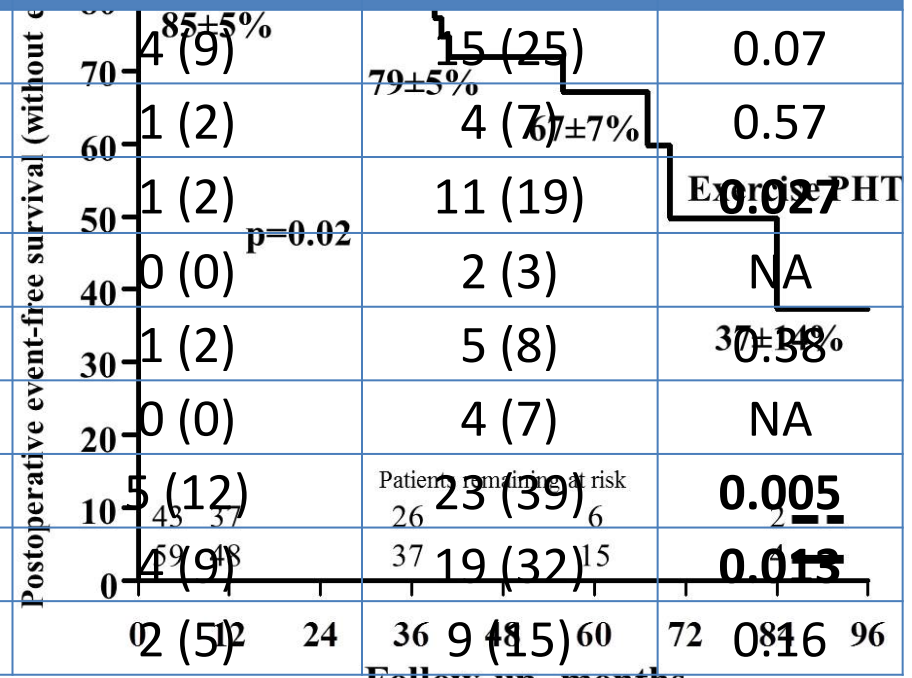 Postoperative event-free survival (without
85±5%
4 (9) 15 (25) 0.07
70
79±5%
1 (2) 4 (7) 0.57
67±7%
60
Exercise PHT
1 (2) 11 (19) 0.027
50
p=0.02
0 (0) 2 (3) NA
40
37±14%
1 (2) 5 (8) 0.38
30
0 (0) 4 (7) NA
20
Patients remaining at risk
5 (12) 23 (39) 0.005
10
43 37 26 6 2
59 48 37 15 4
4 (9) 19 (32) 0.013
0
0 12 24 36 48 60 72 84 96
2 (5) 9 (15) 0.16